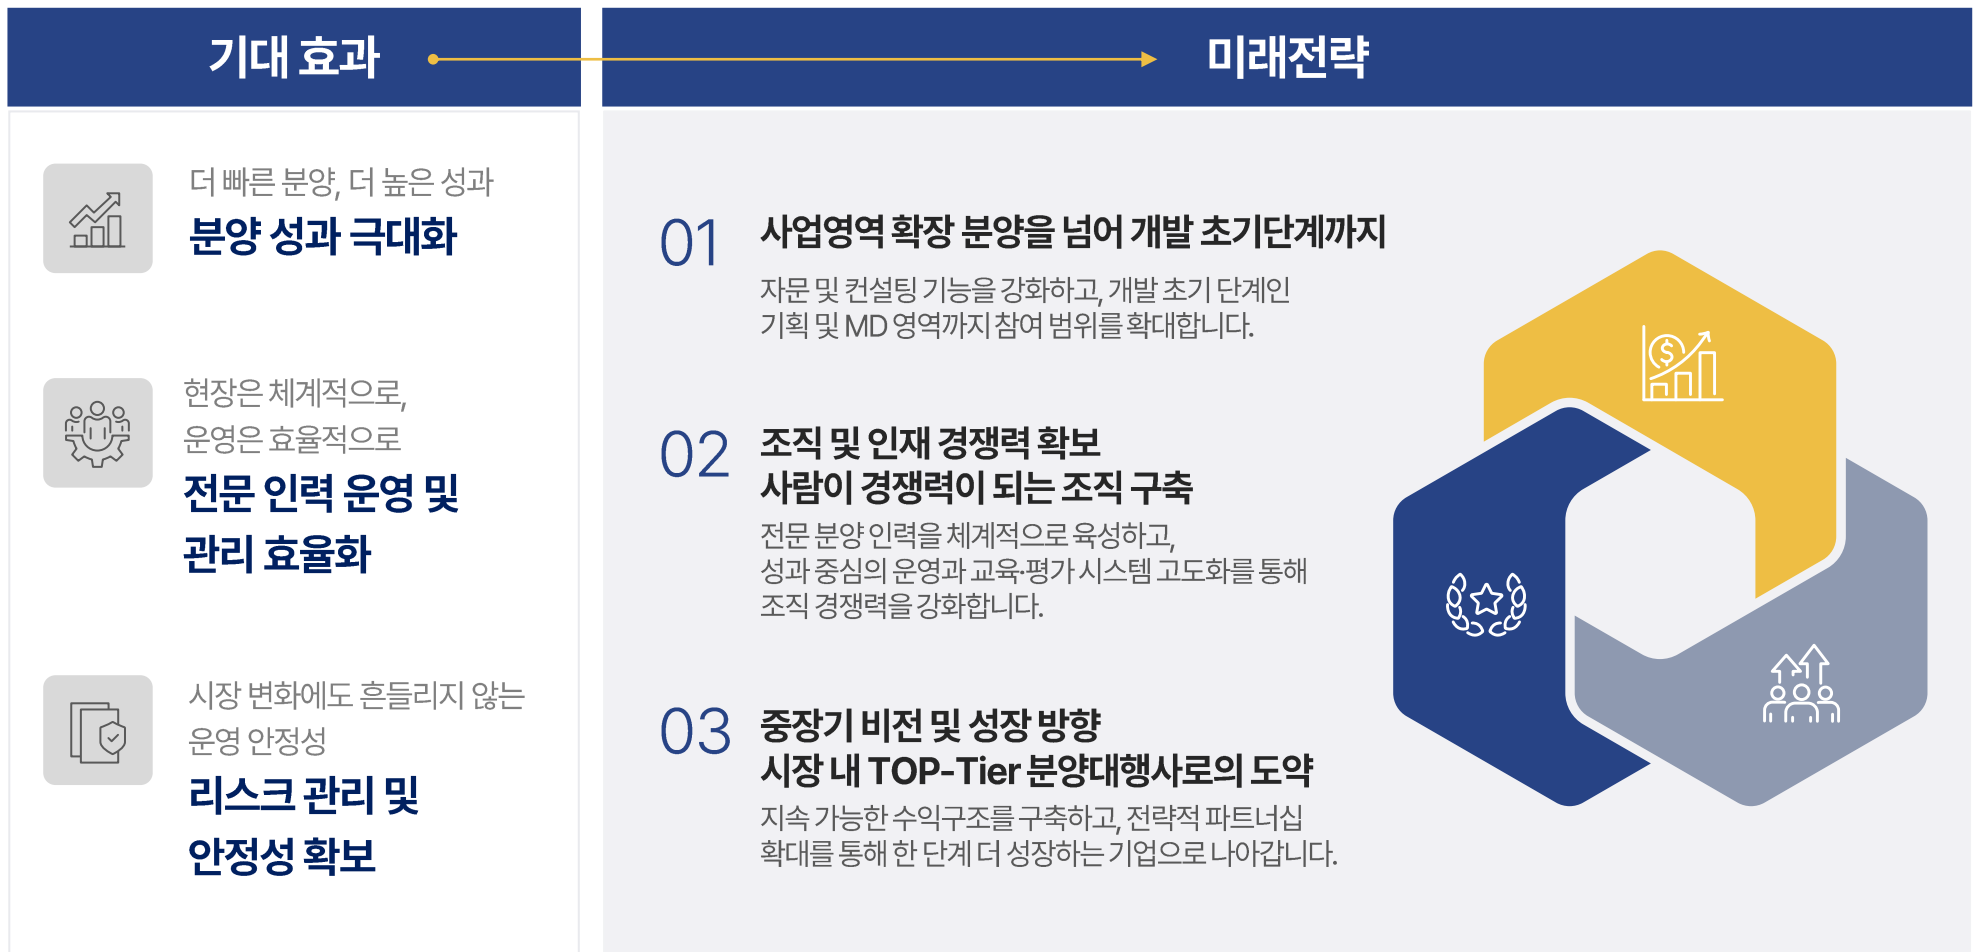 기대 효과
미래전략
더 빠른 분양, 더 높은 성과
분양 성과 극대화
현장은 체계적으로,
운영은 효율적으로
전문 인력 운영 및
관리 효율화
시장 변화에도 흔들리지 않는
운영 안정성
리스크 관리 및
안정성 확보
01
사업영역 확장 분양을 넘어 개발 초기단계까지
자문 및 컨설팅 기능을 강화하고, 개발 초기 단계인
기획 및 MD 영역까지 참여 범위를 확대합니다.
02
조직 및 인재 경쟁력 확보
사람이 경쟁력이 되는 조직 구축
전문 분양 인력을 체계적으로 육성하고,
성과 중심의 운영과 교육·평가 시스템 고도화를 통해
조직 경쟁력을 강화합니다.
03
중장기 비전 및 성장 방향
시장 내 TOP-Tier 분양대행사로의 도약
지속 가능한 수익구조를 구축하고, 전략적 파트너십
확대를 통해 한 단계 더 성장하는 기업으로 나아갑니다.
$